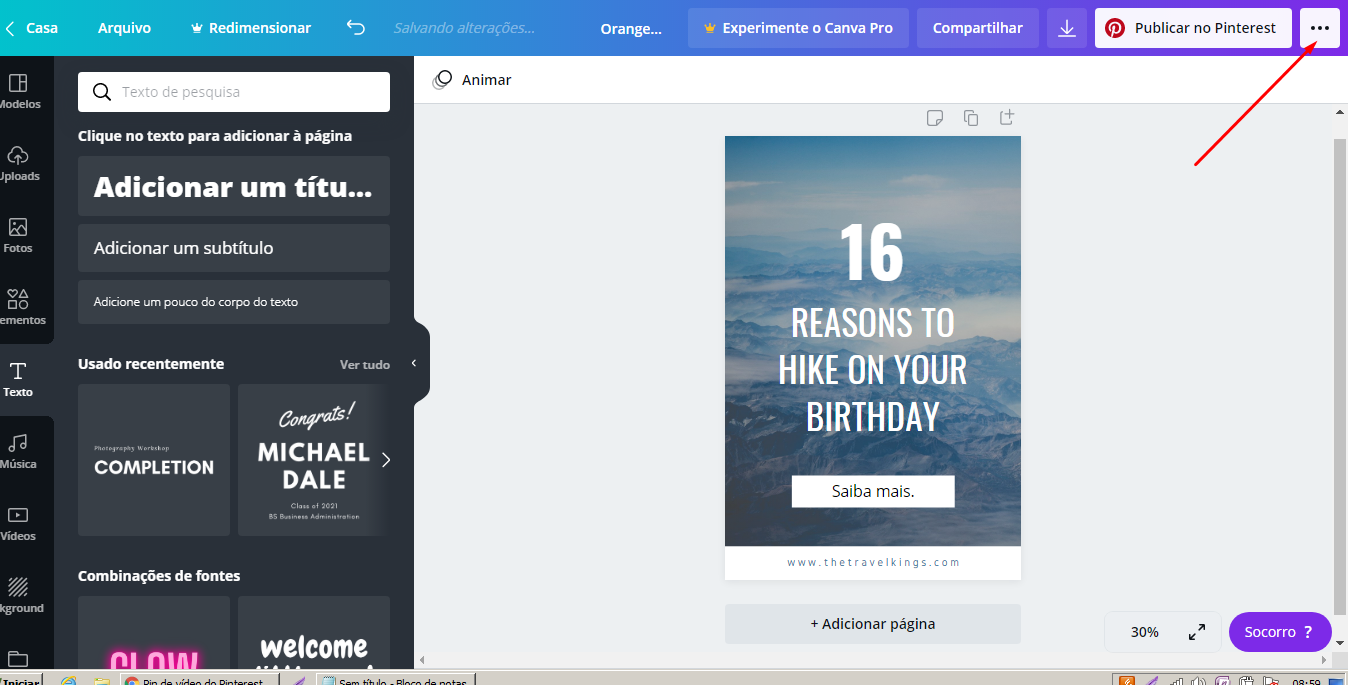 Casa
Arquivo
Redimensionar
Salvando alterações...
Orange...
Experimente o Canva Pro
Compartilhar
Publicar no Pinterest
Modelos
Uploads
Fotos
ementos
Texto
Música
Vídeos
kground
Texto de pesquisa
Clique no texto para adicionar à página
Adicionar um títu...
Adicionar um subtítulo
Adicione um pouco do corpo do texto
Usado recentemente
Ver tudo
Photography Workshop
COMPLETION
Congrats!
MICHAEL
DALE
Class of 2021
BS Business Administration
Combinações de fontes
GLOW
welcome
Animar
16
REASONS TO
HIKE ON YOUR
BIRTHDAY
Saiba mais.
www.thetravelkings.com
+ Adicionar página
30%
Socorro ?
Iniciar
Pin de vídeo do Pinterest
Sem título - Bloco de notas
08:59